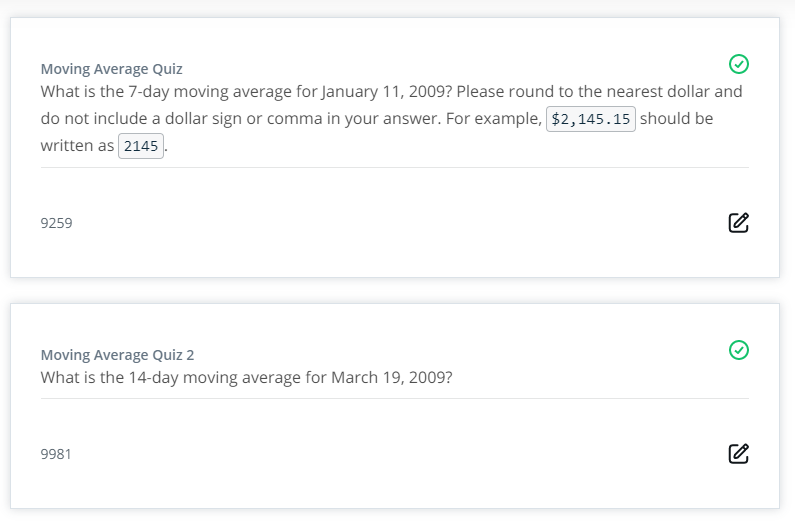 Moving Average Quiz
What is the 7-day moving average for January 11, 2009? Please round to the nearest dollar and
do not include a dollar sign or comma in your answer. For example, $2,145.15 should be
written as 2145.
9259
Moving Average Quiz 2
What is the 14-day moving average for March 19, 2009?
9981